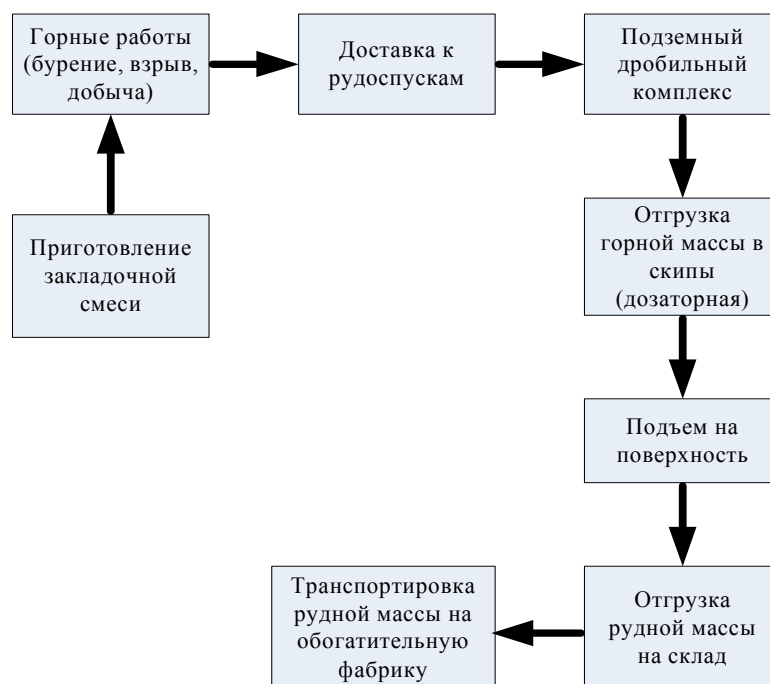 Горные работы
(бурение, взрыв,
добыча)
Доставка к
рудоспускам
Подземный
дробильный
комплекс
Приготовление
закладочной
смеси
Отгрузка
горной массы в
скипы
(дозаторная)
Подъем на
поверхность
Транспортировка
рудной массы на
обогатительную
фабрику
Отгрузка
рудной массы
на склад